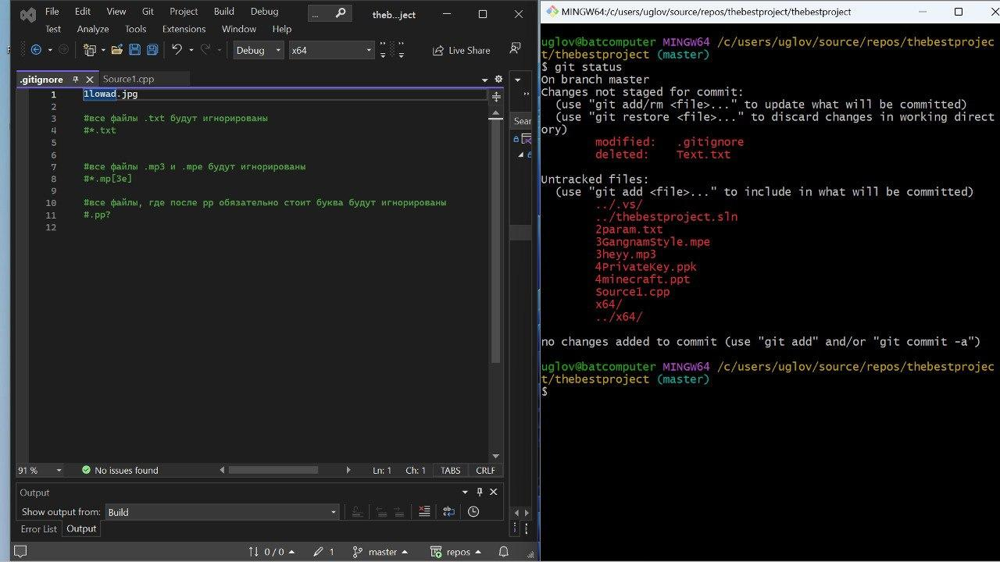 File Edit View Git Project Build Debug ... theb...ject
Test Analyze Tools Extensions Window Help
Debug x64 Live Share
.gitignore Source1.cpp
1 1lowad.jpg
2
3 #все файлы .txt будут игнорированы
4 #*.txt
5
6
7 #все файлы .mp3 и .mpe будут игнорированы
8 #*.mp[3e]
9
10 #все файлы, где после pp обязательно стоит буква будут игнорированы
11 #.pp?
12
Sear
91 % No issues found Ln: 1 Ch: 1 TABS CRLF
Output
Show output from: Build
Error List Output
0 / 0 1 master repos
MINGW64:/c/users/uglov/source/repos/thebestproject/thebestproject
uglov@batcomputer MINGW64 /c/users/uglov/source/repos/thebestprojec
t/thebestproject (master)
$ git status
On branch master
Changes not staged for commit:
(use "git add/rm <file>..." to update what will be committed)
(use "git restore <file>..." to discard changes in working direct
ory)
modified: .gitignore
deleted: Text.txt
Untracked files:
(use "git add <file>..." to include in what will be committed)
../.vs/
../thebestproject.sln
2param.txt
3GangnamStyle.mpe
3heyy.mp3
4PrivateKey.ppk
4minecraft.ppt
Source1.cpp
x64/
../x64/
no changes added to commit (use "git add" and/or "git commit -a")
uglov@batcomputer MINGW64 /c/users/uglov/source/repos/thebestprojec
t/thebestproject (master)
$